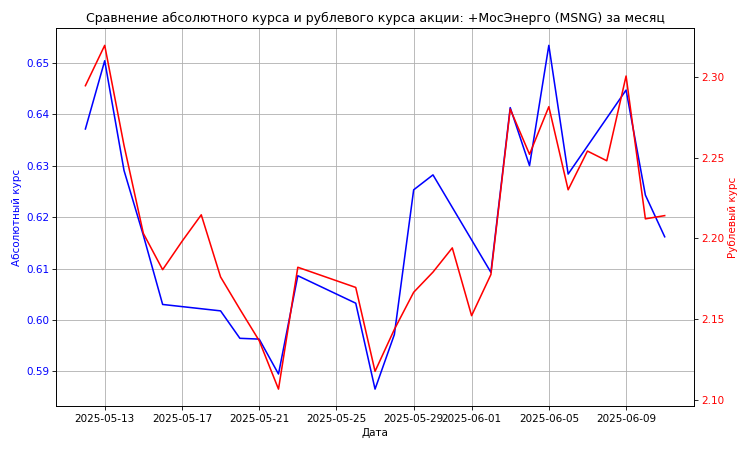 Сравнение абсолютного курса и рублевого курса акции: +МосЭнерго (MSNG) за месяц
Абсолютный курс
0.65
0.64
0.63
0.62
0.61
0.60
0.59
2.30
2.25
2.20
2.15
2.10
Рублевый курс
2025-05-13 2025-05-17 2025-05-21 2025-05-25 2025-05-29 2025-06-01 2025-06-05 2025-06-09
Дата